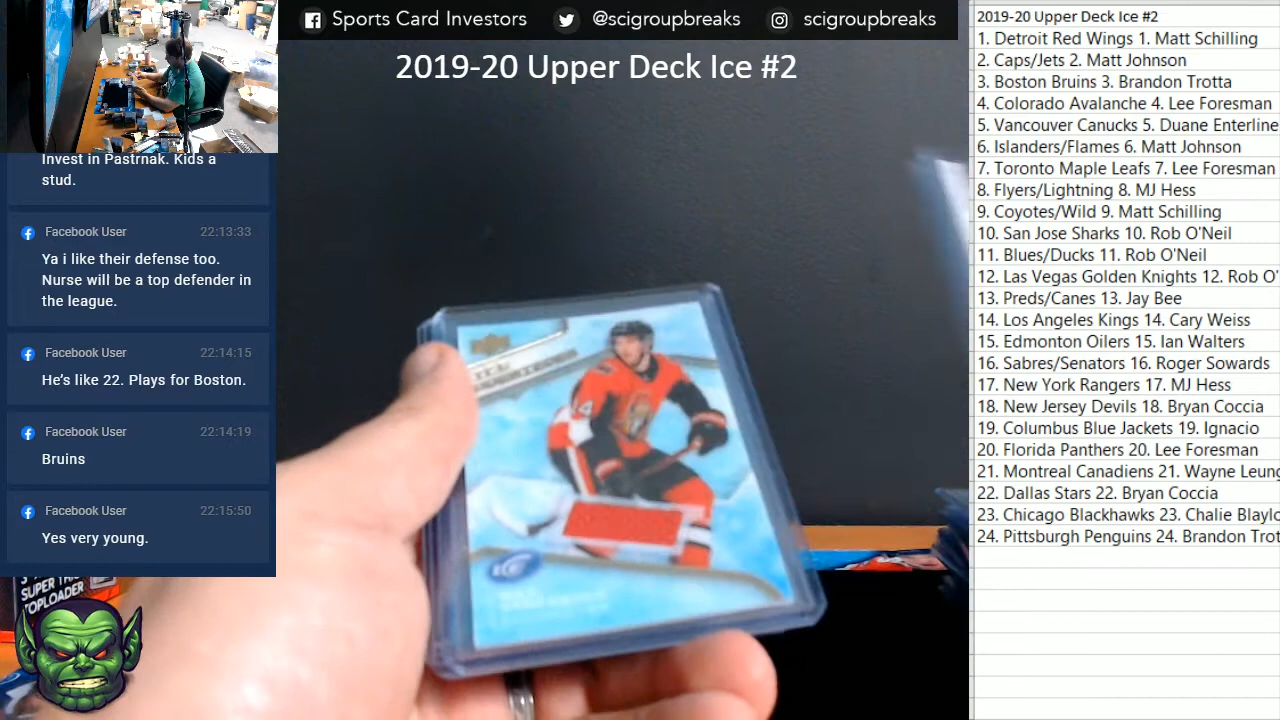 Sports Card Investors
@scigroupbreaks
scigroupbreaks
2019-20 Upper Deck Ice #2
Invest in Pastrnak. Kids a
stud.
Facebook User 22:13:33
Ya i like their defense too.
Nurse will be a top defender in
the league.
Facebook User 22:14:15
He's like 22. Plays for Boston.
Facebook User 22:14:19
Bruins
Facebook User 22:15:50
Yes very young.
SUPER
TOPLOADER
2019-20 Upper Deck Ice #2
1. Detroit Red Wings 1. Matt Schilling
2. Caps/Jets 2. Matt Johnson
3. Boston Bruins 3. Brandon Trotta
4. Colorado Avalanche 4. Lee Foresman
5. Vancouver Canucks 5. Duane Enterline
6. Islanders/Flames 6. Matt Johnson
7. Toronto Maple Leafs 7. Lee Foresman
8. Flyers/Lightning 8. MJ Hess
9. Coyotes/Wild 9. Matt Schilling
10. San Jose Sharks 10. Rob O'Neil
11. Blues/Ducks 11. Rob O'Neil
12. Las Vegas Golden Knights 12. Rob O'
13. Preds/Canes 13. Jay Bee
14. Los Angeles Kings 14. Cary Weiss
15. Edmonton Oilers 15. Ian Walters
16. Sabres/Senators 16. Roger Sowards
17. New York Rangers 17. MJ Hess
18. New Jersey Devils 18. Bryan Coccia
19. Columbus Blue Jackets 19. Ignacio
20. Florida Panthers 20. Lee Foresman
21. Montreal Canadiens 21. Wayne Leung
22. Dallas Stars 22. Bryan Coccia
23. Chicago Blackhawks 23. Chalie Blaylo
24. Pittsburgh Penguins 24. Brandon Trot